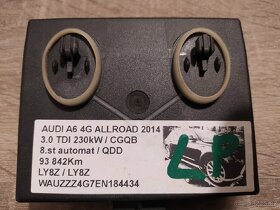 AUDI A6 4G ALLROAD 2014
3.0 TDI 230kW / CGQB
8.st automat / QDD
93 842Km
LY8Z / LY8Z
WAUZZZ4G7EN184434
LP